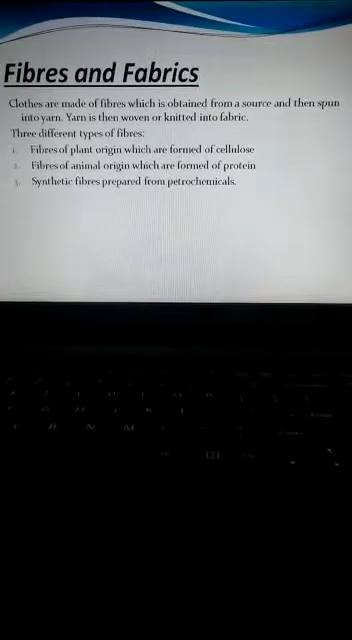 Fibres and Fabrics
Clothes are made of fibres which is obtained from a source and then spun
into yarn. Yarn is then woven or knitted into fabric.
Three different types of fibres:
1. Fibres of plant origin which are formed of cellulose
2. Fibres of animal origin which are formed of protein
3. Synthetic fibres prepared from petrochemicals.
B N M